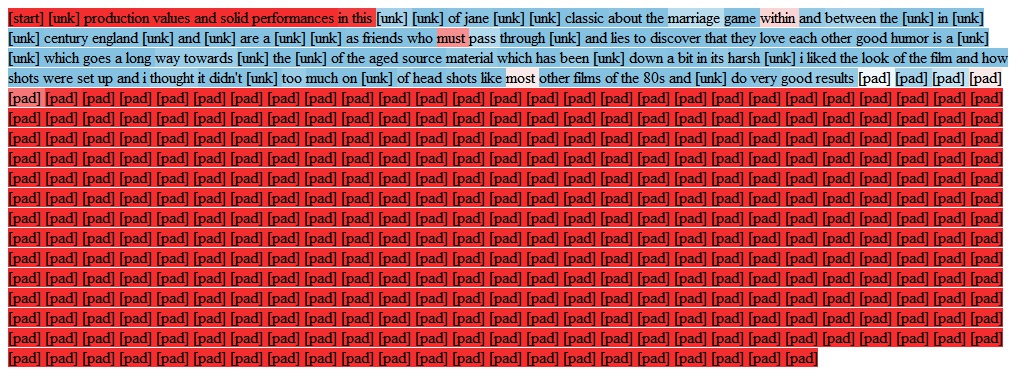 [start] [unk] production values and solid performances in this [unk] [unk] of jane [unk] [unk] classic about the marriage game within and between the [unk] in [unk]
[unk] century england [unk] and [unk] are a [unk] [unk] as friends who must pass through [unk] and lies to discover that they love each other good humor is a [unk]
[unk] which goes a long way towards [unk] the [unk] of the aged source material which has been [unk] down a bit in its harsh [unk] i liked the look of the film and how
shots were set up and i thought it didn't [unk] too much on [unk] of head shots like most other films of the 80s and [unk] do very good results [pad] [pad] [pad] [pad]
[pad] [pad] [pad] [pad] [pad] [pad] [pad] [pad] [pad] [pad] [pad] [pad] [pad] [pad] [pad] [pad] [pad] [pad] [pad] [pad] [pad] [pad] [pad] [pad] [pad] [pad] [pad]
[pad] [pad] [pad] [pad] [pad] [pad] [pad] [pad] [pad] [pad] [pad] [pad] [pad] [pad] [pad] [pad] [pad] [pad] [pad] [pad] [pad] [pad] [pad] [pad] [pad] [pad] [pad]
[pad] [pad] [pad] [pad] [pad] [pad] [pad] [pad] [pad] [pad] [pad] [pad] [pad] [pad] [pad] [pad] [pad] [pad] [pad] [pad] [pad] [pad] [pad] [pad] [pad] [pad] [pad]
[pad] [pad] [pad] [pad] [pad] [pad] [pad] [pad] [pad] [pad] [pad] [pad] [pad] [pad] [pad] [pad] [pad] [pad] [pad] [pad] [pad] [pad] [pad] [pad] [pad] [pad] [pad]
[pad] [pad] [pad] [pad] [pad] [pad] [pad] [pad] [pad] [pad] [pad] [pad] [pad] [pad] [pad] [pad] [pad] [pad] [pad] [pad] [pad] [pad] [pad] [pad] [pad] [pad] [pad]
[pad] [pad] [pad] [pad] [pad] [pad] [pad] [pad] [pad] [pad] [pad] [pad] [pad] [pad] [pad] [pad] [pad] [pad] [pad] [pad] [pad] [pad] [pad] [pad] [pad] [pad] [pad]
[pad] [pad] [pad] [pad] [pad] [pad] [pad] [pad] [pad] [pad] [pad] [pad] [pad] [pad] [pad] [pad] [pad] [pad] [pad] [pad] [pad] [pad] [pad] [pad] [pad] [pad] [pad]
[pad] [pad] [pad] [pad] [pad] [pad] [pad] [pad] [pad] [pad] [pad] [pad] [pad] [pad] [pad] [pad] [pad] [pad] [pad] [pad] [pad] [pad] [pad] [pad] [pad] [pad] [pad]
[pad] [pad] [pad] [pad] [pad] [pad] [pad] [pad] [pad] [pad] [pad] [pad] [pad] [pad] [pad] [pad] [pad] [pad] [pad] [pad] [pad] [pad] [pad] [pad] [pad] [pad] [pad]
[pad] [pad] [pad] [pad] [pad] [pad] [pad] [pad] [pad] [pad] [pad] [pad] [pad] [pad] [pad] [pad] [pad] [pad] [pad] [pad] [pad] [pad] [pad] [pad] [pad] [pad] [pad]
[pad] [pad] [pad] [pad] [pad] [pad] [pad] [pad] [pad] [pad] [pad] [pad] [pad] [pad] [pad] [pad] [pad] [pad] [pad] [pad] [pad] [pad] [pad] [pad] [pad] [pad] [pad]
[pad] [pad] [pad] [pad] [pad] [pad] [pad] [pad] [pad] [pad] [pad] [pad] [pad] [pad] [pad] [pad] [pad] [pad] [pad] [pad] [pad] [pad] [pad] [pad] [pad] [pad] [pad]
[pad] [pad] [pad] [pad] [pad] [pad] [pad] [pad] [pad] [pad] [pad] [pad] [pad] [pad] [pad] [pad] [pad] [pad] [pad] [pad] [pad] [pad] [pad] [pad] [pad] [pad] [pad]
[pad] [pad] [pad] [pad] [pad] [pad] [pad] [pad] [pad] [pad] [pad] [pad] [pad] [pad] [pad] [pad] [pad] [pad] [pad] [pad] [pad] [pad]